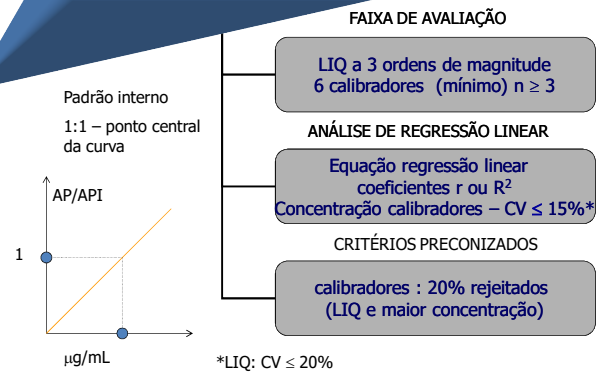 FAIXA DE AVALIAÇÃO
LIQ a 3 ordens de magnitude
6 calibradores (mínimo) n ≥ 3
Padrão interno
1:1 – ponto central
da curva
ANÁLISE DE REGRESSÃO LINEAR
Equação regressão linear
coeficientes r ou R²
Concentração calibradores – CV ≤ 15%*
AP/API
1
µg/mL
CRITÉRIOS PRECONIZADOS
calibradores : 20% rejeitados
(LIQ e maior concentração)
*LIQ: CV ≤ 20%